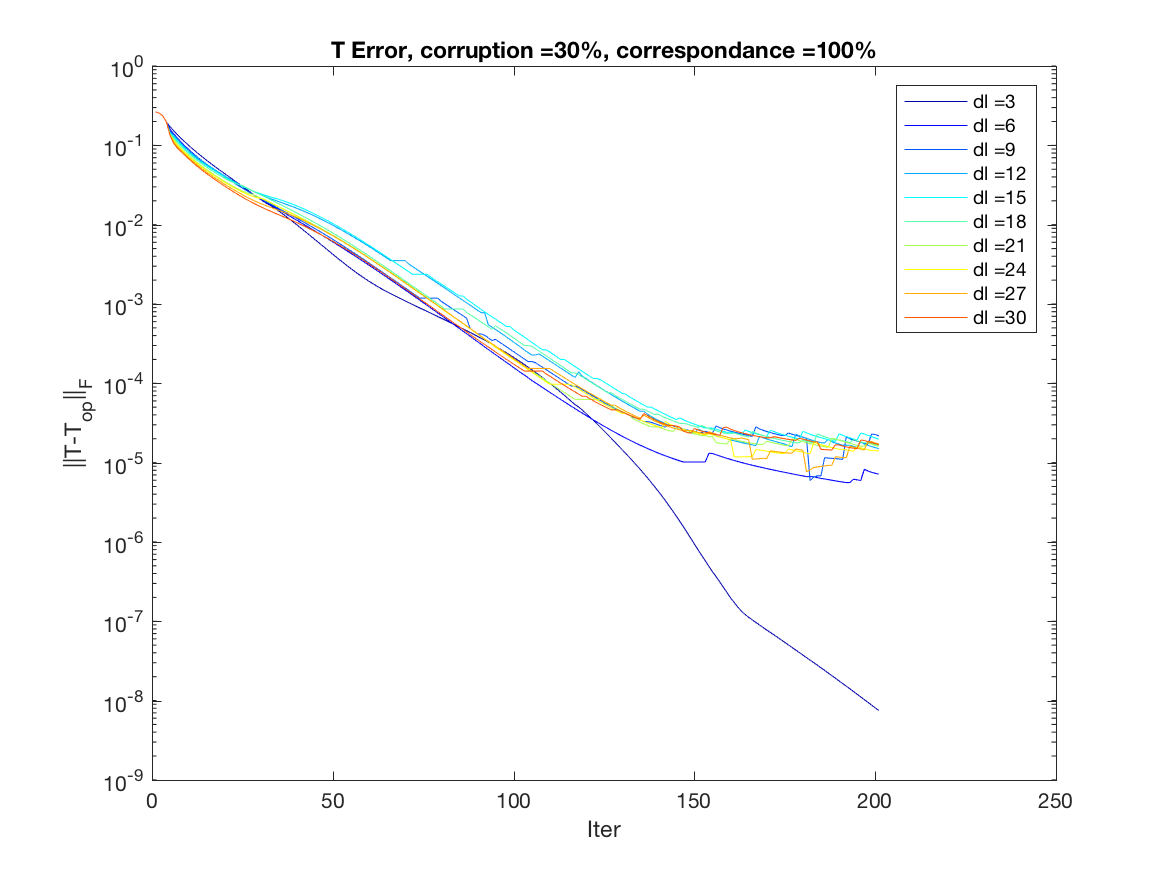 T Error, corruption =30%, correspondance =100%
10^0
10^-1
10^-2
10^-3
10^-4
10^-5
10^-6
10^-7
10^-8
10^-9
||T-T_op||_F
0 50 100 150 200 250
Iter
dl =3
dl =6
dl =9
dl =12
dl =15
dl =18
dl =21
dl =24
dl =27
dl =30